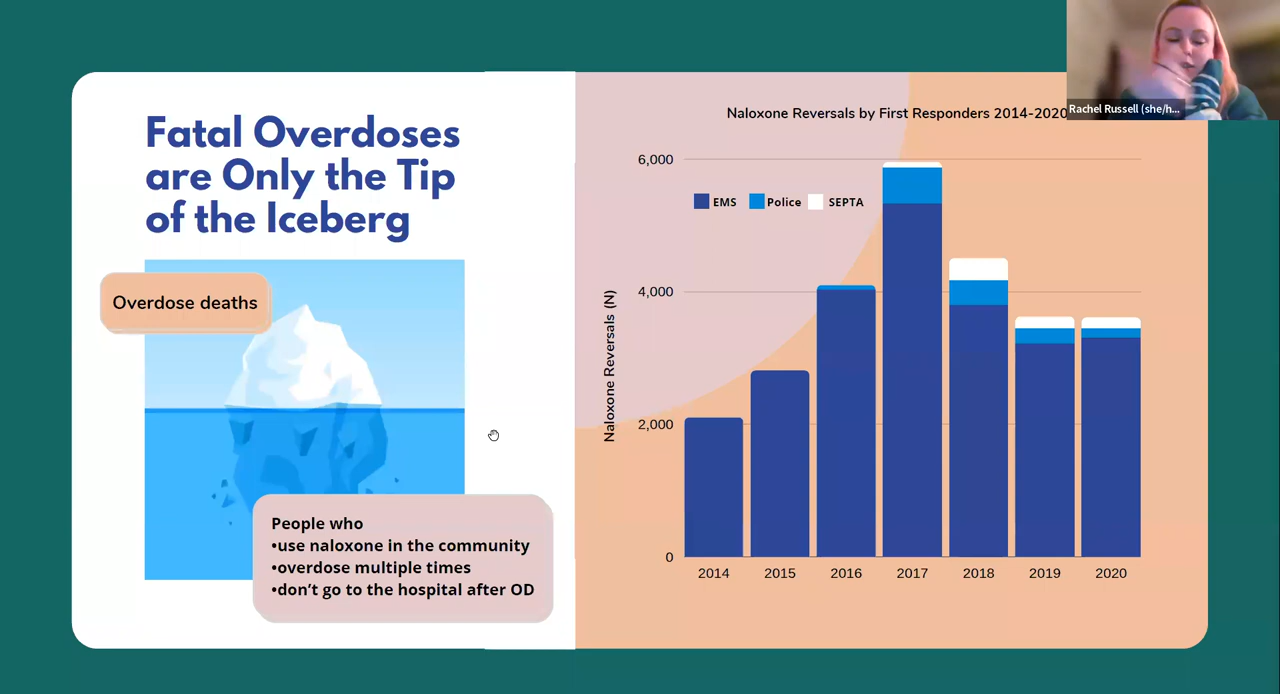 Fatal Overdoses
are Only the Tip
of the Iceberg
Overdose deaths
People who
•use naloxone in the community
•overdose multiple times
•don’t go to the hospital after OD
Naloxone Reversals by First Responders 2014-2020
EMS Police SEPTA
Naloxone Reversals (N)
6,000
4,000
2,000
0
2014 2015 2016 2017 2018 2019 2020
Rachel Russell (she/h...